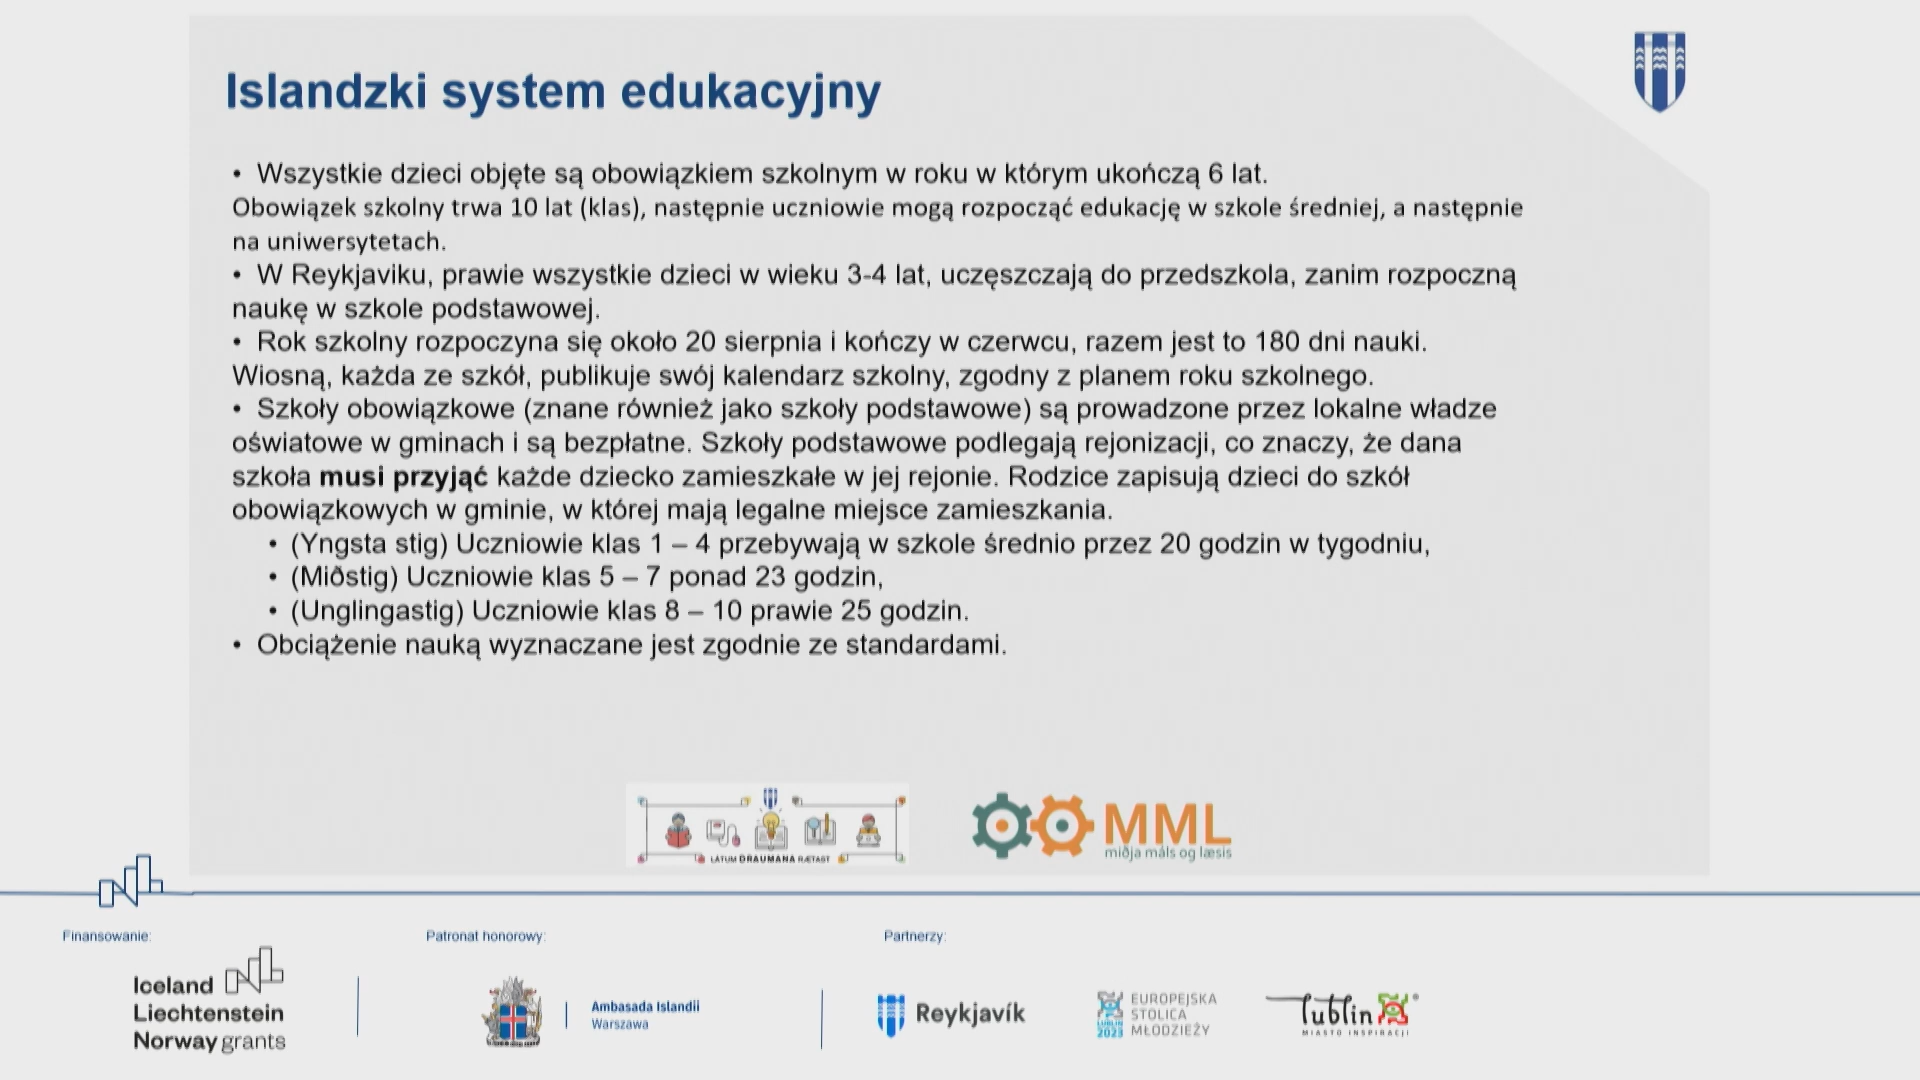 Islandzki system edukacyjny
• Wszystkie dzieci objęte są obowiązkiem szkolnym w roku w którym ukończą 6 lat.
Obowiązek szkolny trwa 10 lat (klas), następnie uczniowie mogą rozpocząć edukację w szkole średniej, a następnie
na uniwersytetach.
• W Reykjaviku, prawie wszystkie dzieci w wieku 3-4 lat, uczęszczają do przedszkola, zanim rozpoczną
naukę w szkole podstawowej.
• Rok szkolny rozpoczyna się około 20 sierpnia i kończy w czerwcu, razem jest to 180 dni nauki.
Wiosną, każda ze szkół, publikuje swój kalendarz szkolny, zgodny z planem roku szkolnego.
• Szkoły obowiązkowe (znane również jako szkoły podstawowe) są prowadzone przez lokalne władze
oświatowe w gminach i są bezpłatne. Szkoły podstawowe podlegają rejonizacji, co znaczy, że dana
szkoła musi przyjąć każde dziecko zamieszkałe w jej rejonie. Rodzice zapisują dzieci do szkół
obowiązkowych w gminie, w której mają legalne miejsce zamieszkania.
• (Yngsta stig) Uczniowie klas 1 – 4 przebywają w szkole średnio przez 20 godzin w tygodniu,
• (Miðstig) Uczniowie klas 5 – 7 ponad 23 godzin,
• (Unglingastig) Uczniowie klas 8 – 10 prawie 25 godzin.
• Obciążenie nauką wyznaczane jest zgodnie ze standardami.
LÁTUM DRAUMANA RÆTAST
MML
miðja máls og læsis
Finansowanie:
Patronat honorowy:
Partnerzy:
Iceland
Liechtenstein
Norway grants
Ambasada Islandii
Warszawa
Reykjavík
LUBLIN
2023
EUROPEJSKA
STOLICA
MŁODZIEŻY
lublin
MIASTO INSPIRACJI